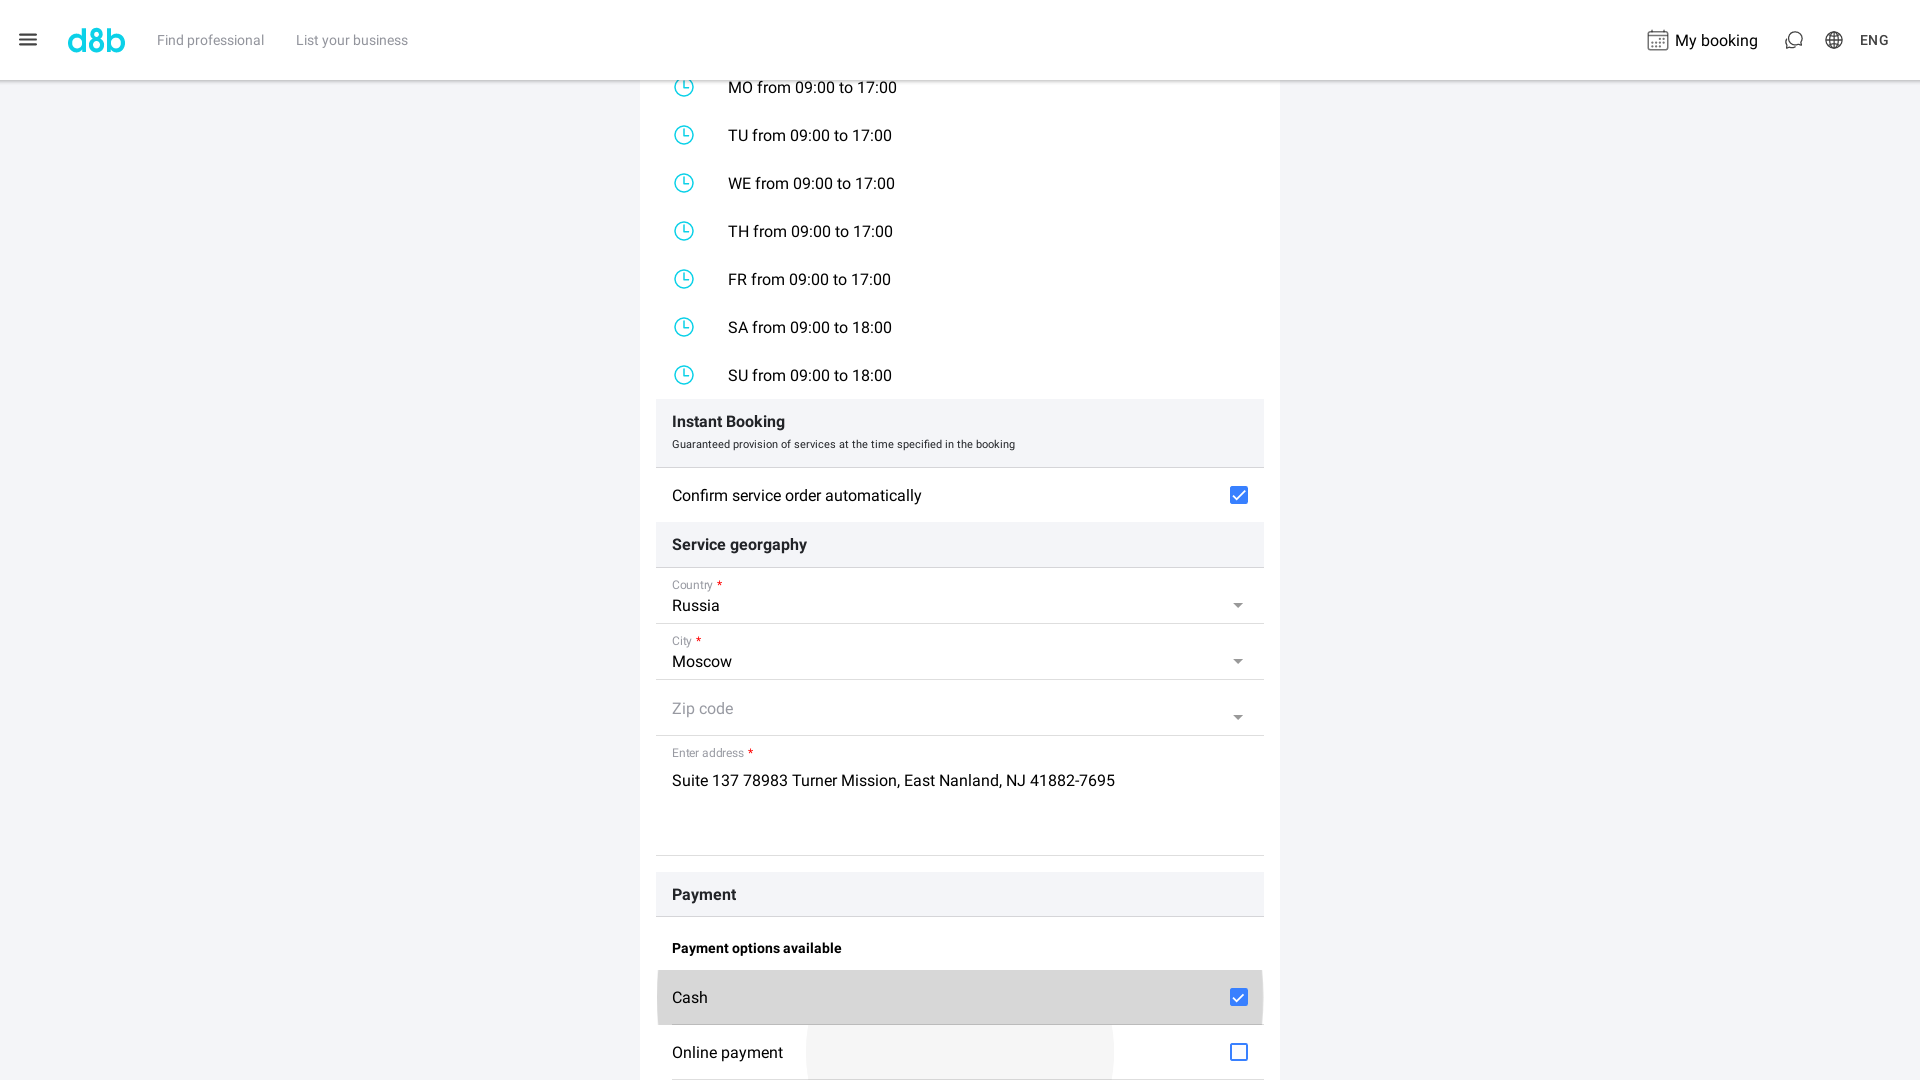 d8b
Find professional
List your business
My booking
ENG
MO from 09:00 to 17:00
TU from 09:00 to 17:00
WE from 09:00 to 17:00
TH from 09:00 to 17:00
FR from 09:00 to 17:00
SA from 09:00 to 18:00
SU from 09:00 to 18:00
Instant Booking
Guaranteed provision of services at the time specified in the booking
Confirm service order automatically
Service georgaphy
Country *
Russia
City *
Moscow
Zip code
Enter address *
Suite 137 78983 Turner Mission, East Nanland, NJ 41882-7695
Payment
Payment options available
Cash
Online payment